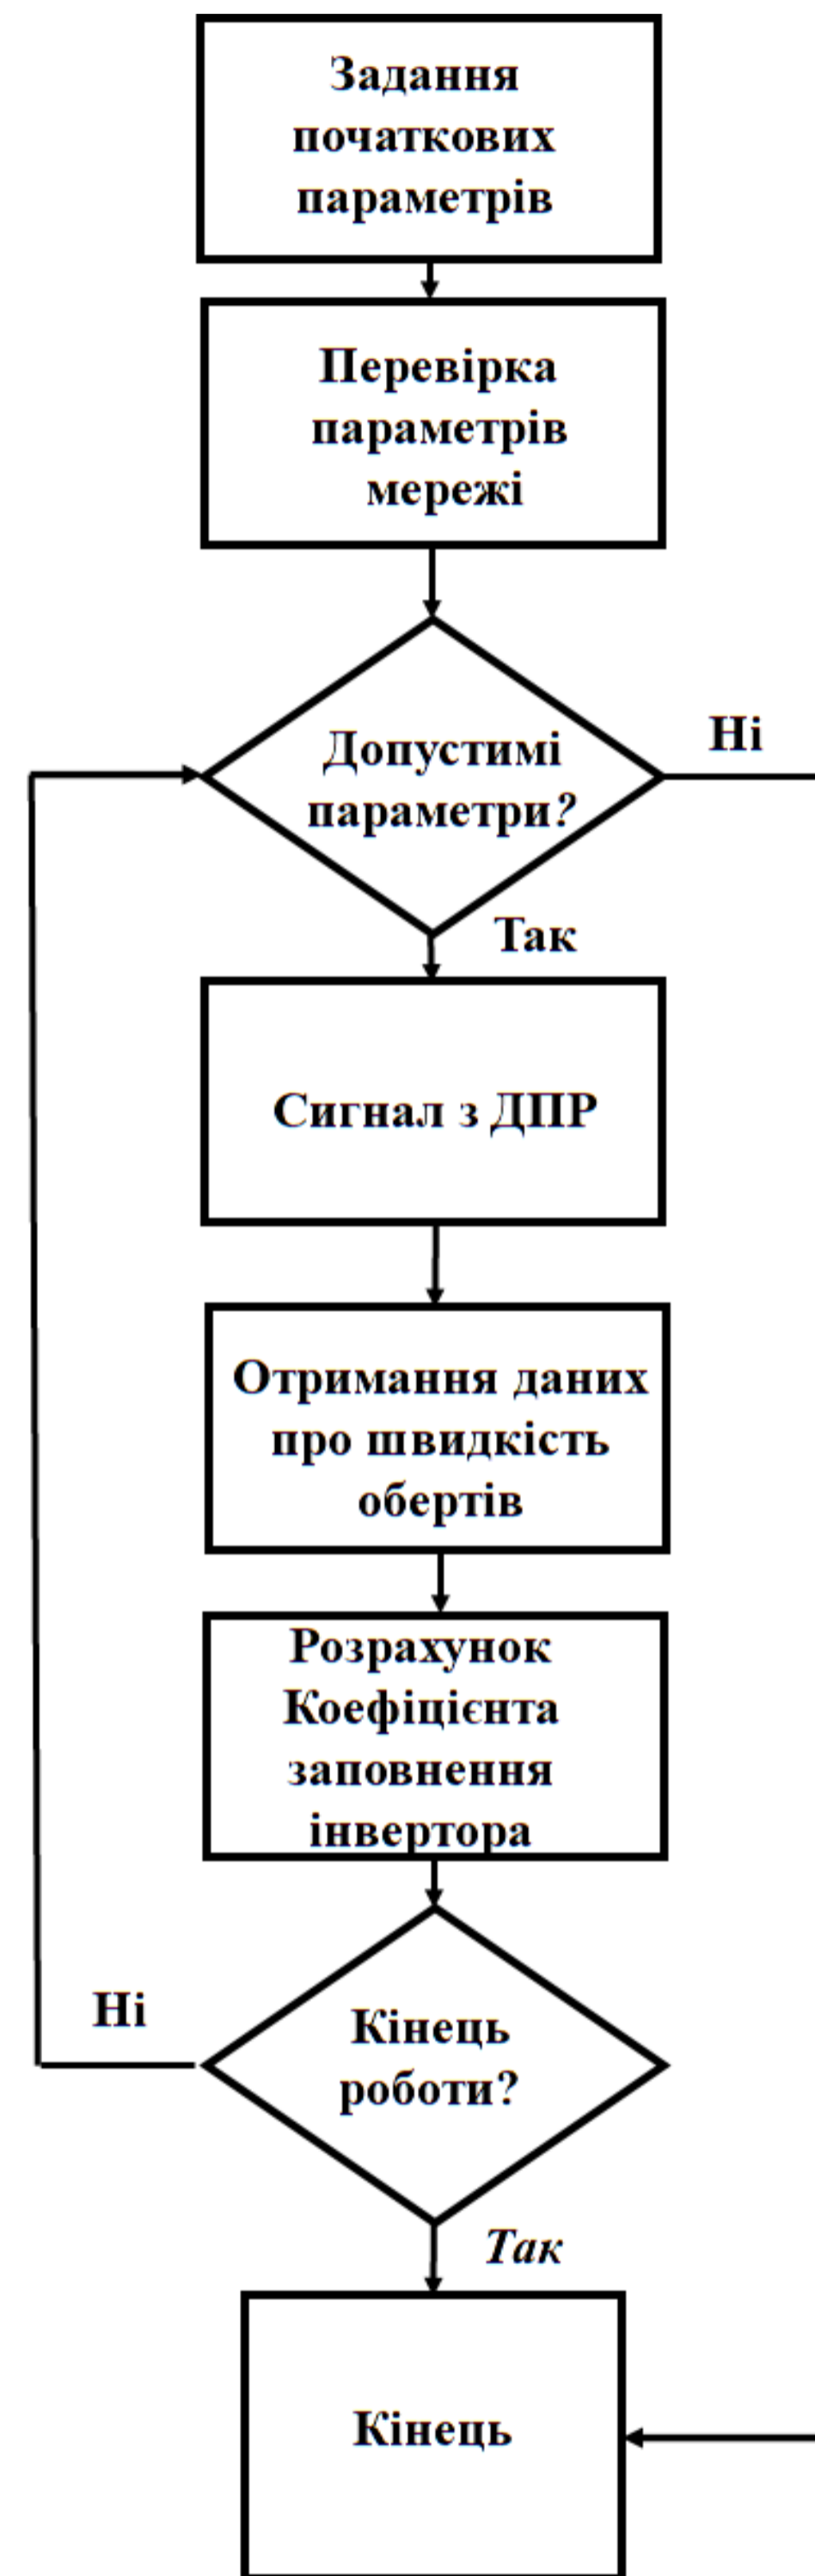 Задання
початкових
параметрів
Перевірка
параметрів
мережі
Допустимі
параметри?
Ні
Так
Сигнал з ДПР
Отримання даних
про швидкість
обертів
Розрахунок
Коефіцієнта
заповнення
інвертора
Ні
Кінець
роботи?
Так
Кінець